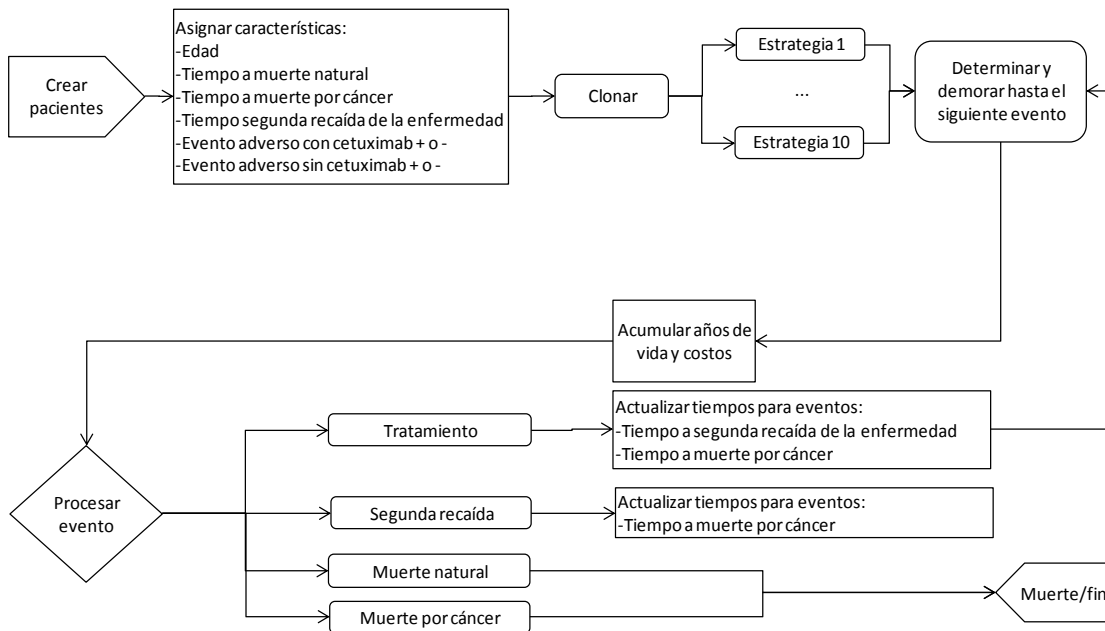 Crear
pacientes
Asignar características:
-Edad
-Tiempo a muerte natural
-Tiempo a muerte por cáncer
-Tiempo segunda recaída de la enfermedad
-Evento adverso con cetuximab + o -
-Evento adverso sin cetuximab + o -
Clonar
Estrategia 1
...
Estrategia 10
Determinar y
demorar hasta el
siguiente evento
Acumular años de
vida y costos
Procesar
evento
Tratamiento
Actualizar tiempos para eventos:
-Tiempo a segunda recaída de la enfermedad
-Tiempo a muerte por cáncer
Segunda recaída
Actualizar tiempos para eventos:
-Tiempo a muerte por cáncer
Muerte natural
Muerte por cáncer
Muerte/fin